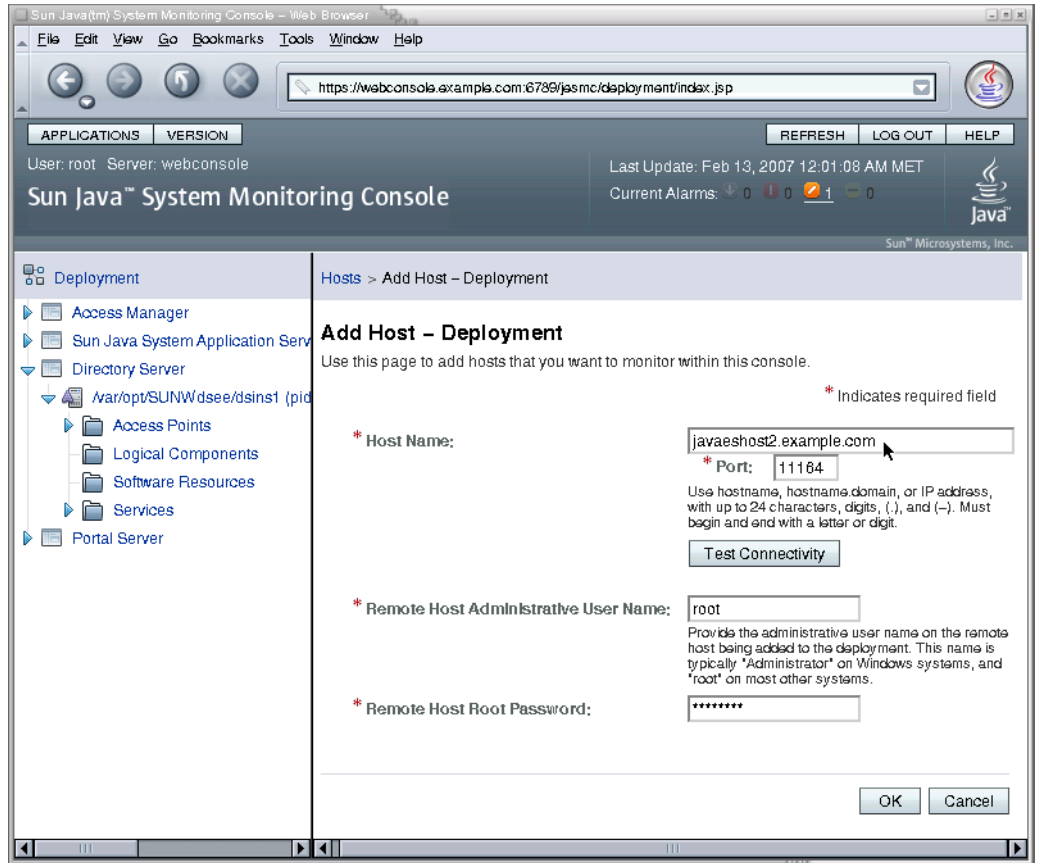 Sun Java(tm) System Monitoring Console – Web Browser
File Edit View Go Bookmarks Tools Window Help
https://webconsole.example.com:6789/jesmc/deployment/index.jsp
APPLICATIONS VERSION REFRESH LOG OUT HELP
User: root Server: webconsole
Last Update: Feb 13, 2007 12:01:08 AM MET
Sun Java™ System Monitoring Console
Current Alarms: 0 0 1 0
Java™
Sun™ Microsystems, Inc.
Deployment
Access Manager
Sun Java System Application Serv
Directory Server
/var/opt/SUNWdsee/dsins1 (pid
Access Points
Logical Components
Software Resources
Services
Portal Server
Hosts > Add Host – Deployment
Add Host – Deployment
Use this page to add hosts that you want to monitor within this console.
* Indicates required field
* Host Name:
javaeshost2.example.com
* Port: 11164
Use hostname, hostname.domain, or IP address,
with up to 24 characters, digits, (.), and (–). Must
begin and end with a letter or digit.
Test Connectivity
* Remote Host Administrative User Name:
root
Provide the administrative user name on the remote
host being added to the deployment. This name is
typically "Administrator" on Windows systems, and
"root" on most other systems.
* Remote Host Root Password:
********
OK Cancel